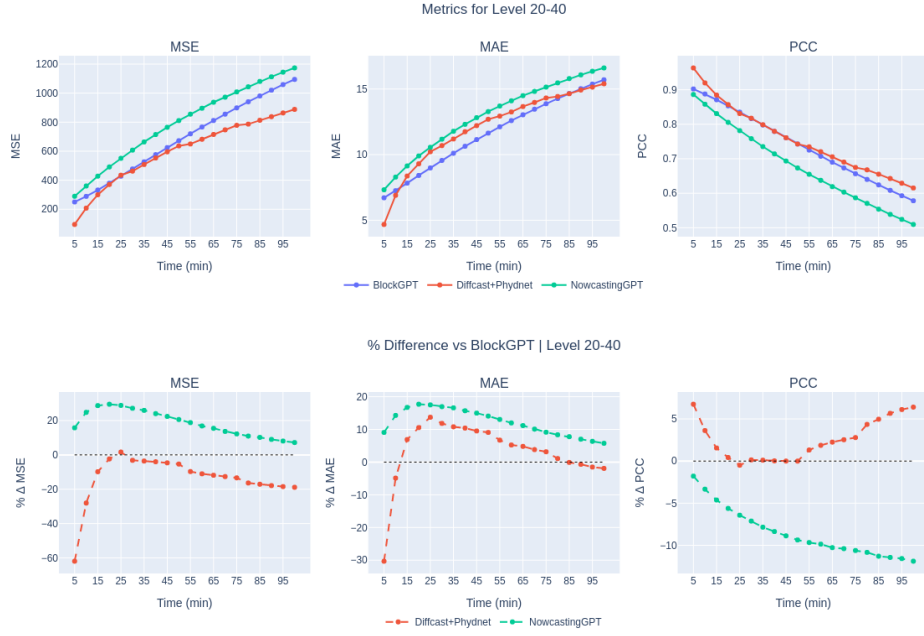 Metrics for Level 20-40
MSE
MAE
PCC
1200
1000
800
600
400
200
MSE
5 15 25 35 45 55 65 75 85 95
Time (min)
15
10
5
MAE
5 15 25 35 45 55 65 75 85 95
Time (min)
0.9
0.8
0.7
0.6
0.5
PCC
5 15 25 35 45 55 65 75 85 95
Time (min)
BlockGPT Diffcast+Phydnet NowcastingGPT
% Difference vs BlockGPT | Level 20-40
MSE
MAE
PCC
20
0
−20
−40
−60
% Δ MSE
5 15 25 35 45 55 65 75 85 95
Time (min)
20
10
0
−10
−20
−30
% Δ MAE
5 15 25 35 45 55 65 75 85 95
Time (min)
5
0
−5
−10
% Δ PCC
5 15 25 35 45 55 65 75 85 95
Time (min)
Diffcast+Phydnet NowcastingGPT